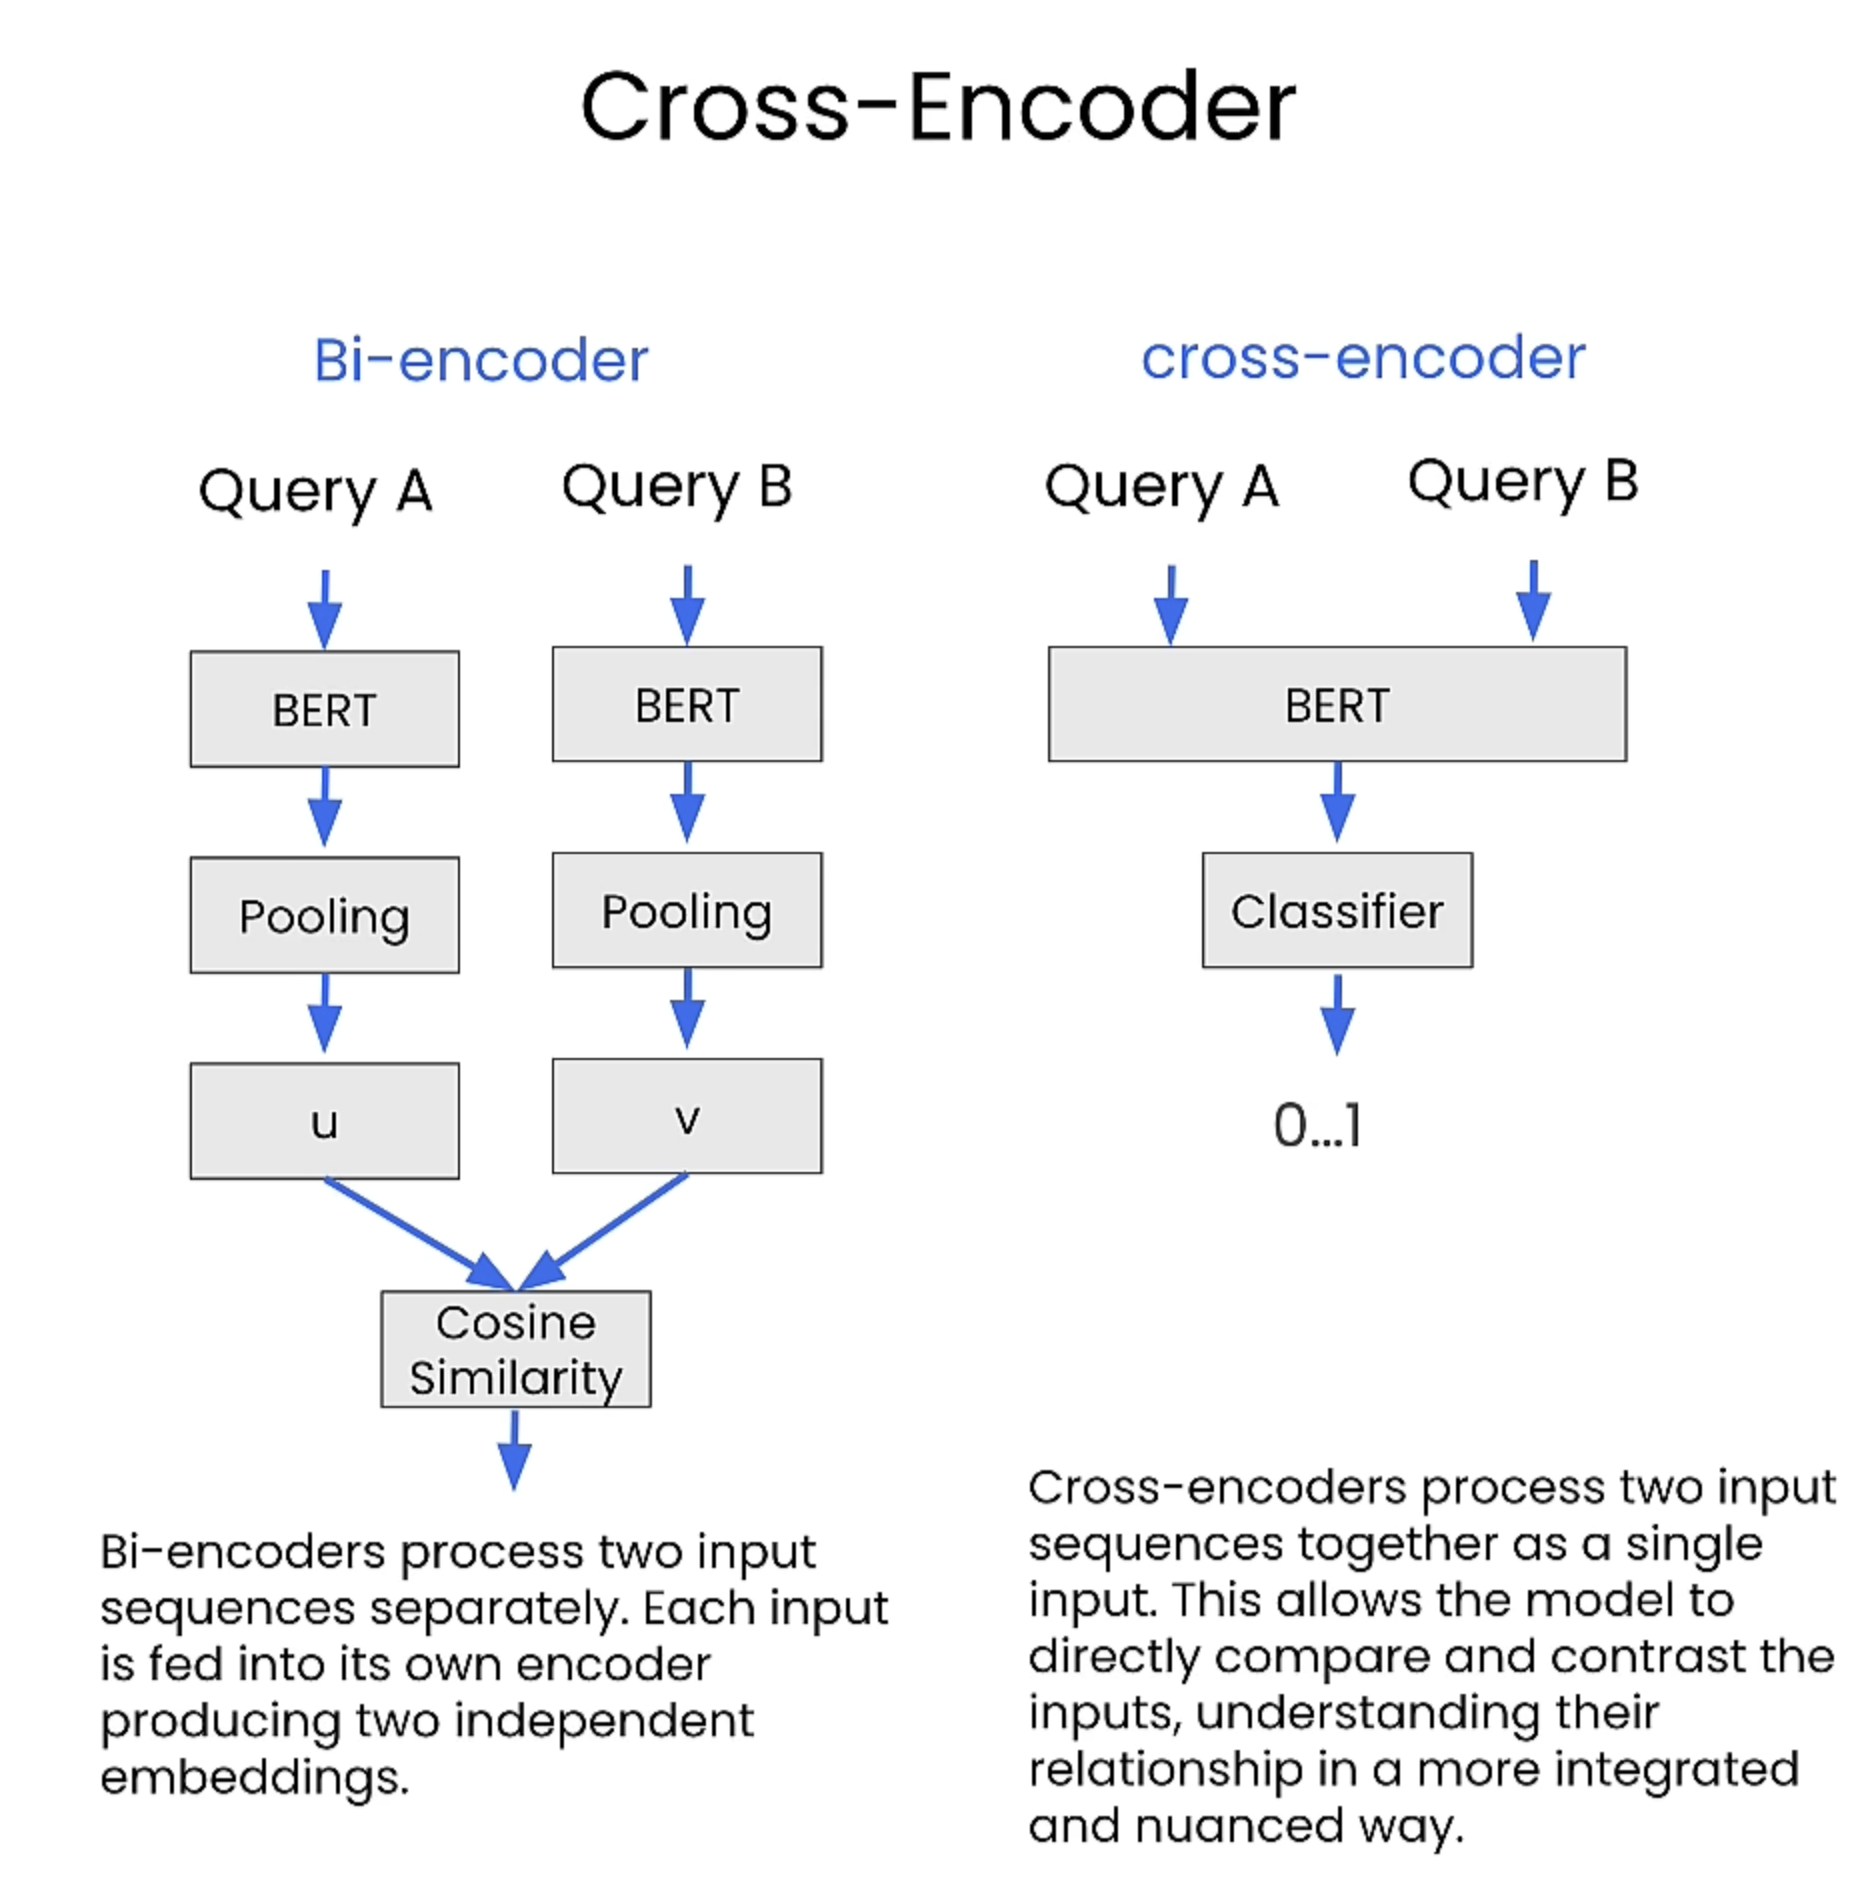 Cross-Encoder
Bi-encoder
Query A
Query B
BERT
BERT
Pooling
Pooling
u
v
Cosine
Similarity
Bi-encoders process two input
sequences separately. Each input
is fed into its own encoder
producing two independent
embeddings.
cross-encoder
Query A
Query B
BERT
Classifier
0...1
Cross-encoders process two input
sequences together as a single
input. This allows the model to
directly compare and contrast the
inputs, understanding their
relationship in a more integrated
and nuanced way.